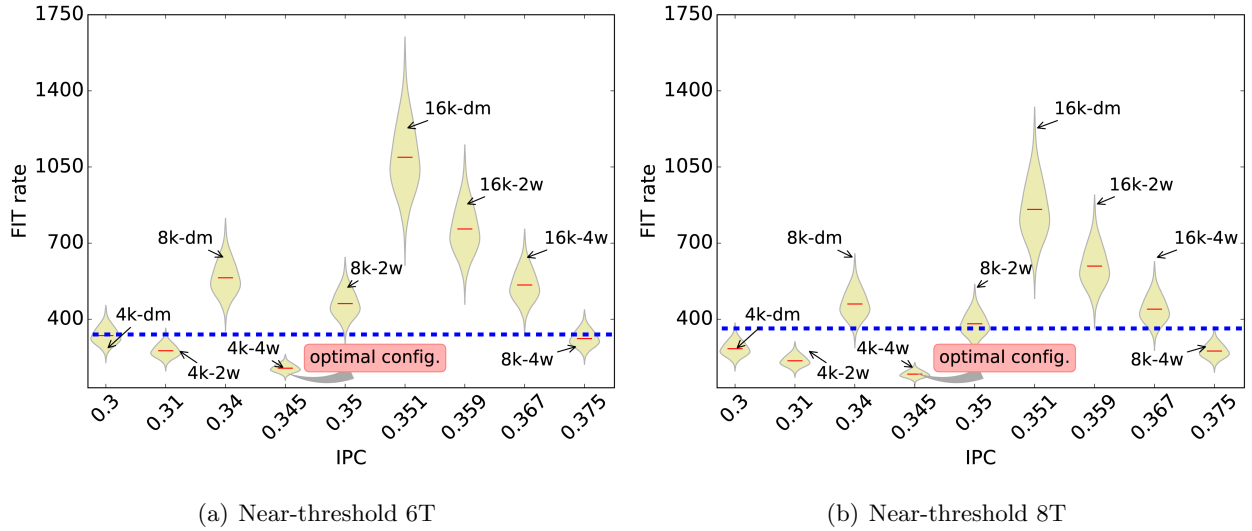 1750
1400
1050
700
400
FIT rate
16k-dm
16k-2w
8k-dm
16k-4w
8k-2w
4k-dm
4k-4w
optimal config.
8k-4w
4k-2w
0.3
0.31
0.34
0.345
0.35
0.351
0.359
0.367
0.375
IPC
(a) Near-threshold 6T
1750
1400
1050
700
400
FIT rate
16k-dm
16k-2w
8k-dm
16k-4w
8k-2w
4k-dm
4k-4w
optimal config.
8k-4w
4k-2w
0.3
0.31
0.34
0.345
0.35
0.351
0.359
0.367
0.375
IPC
(b) Near-threshold 8T